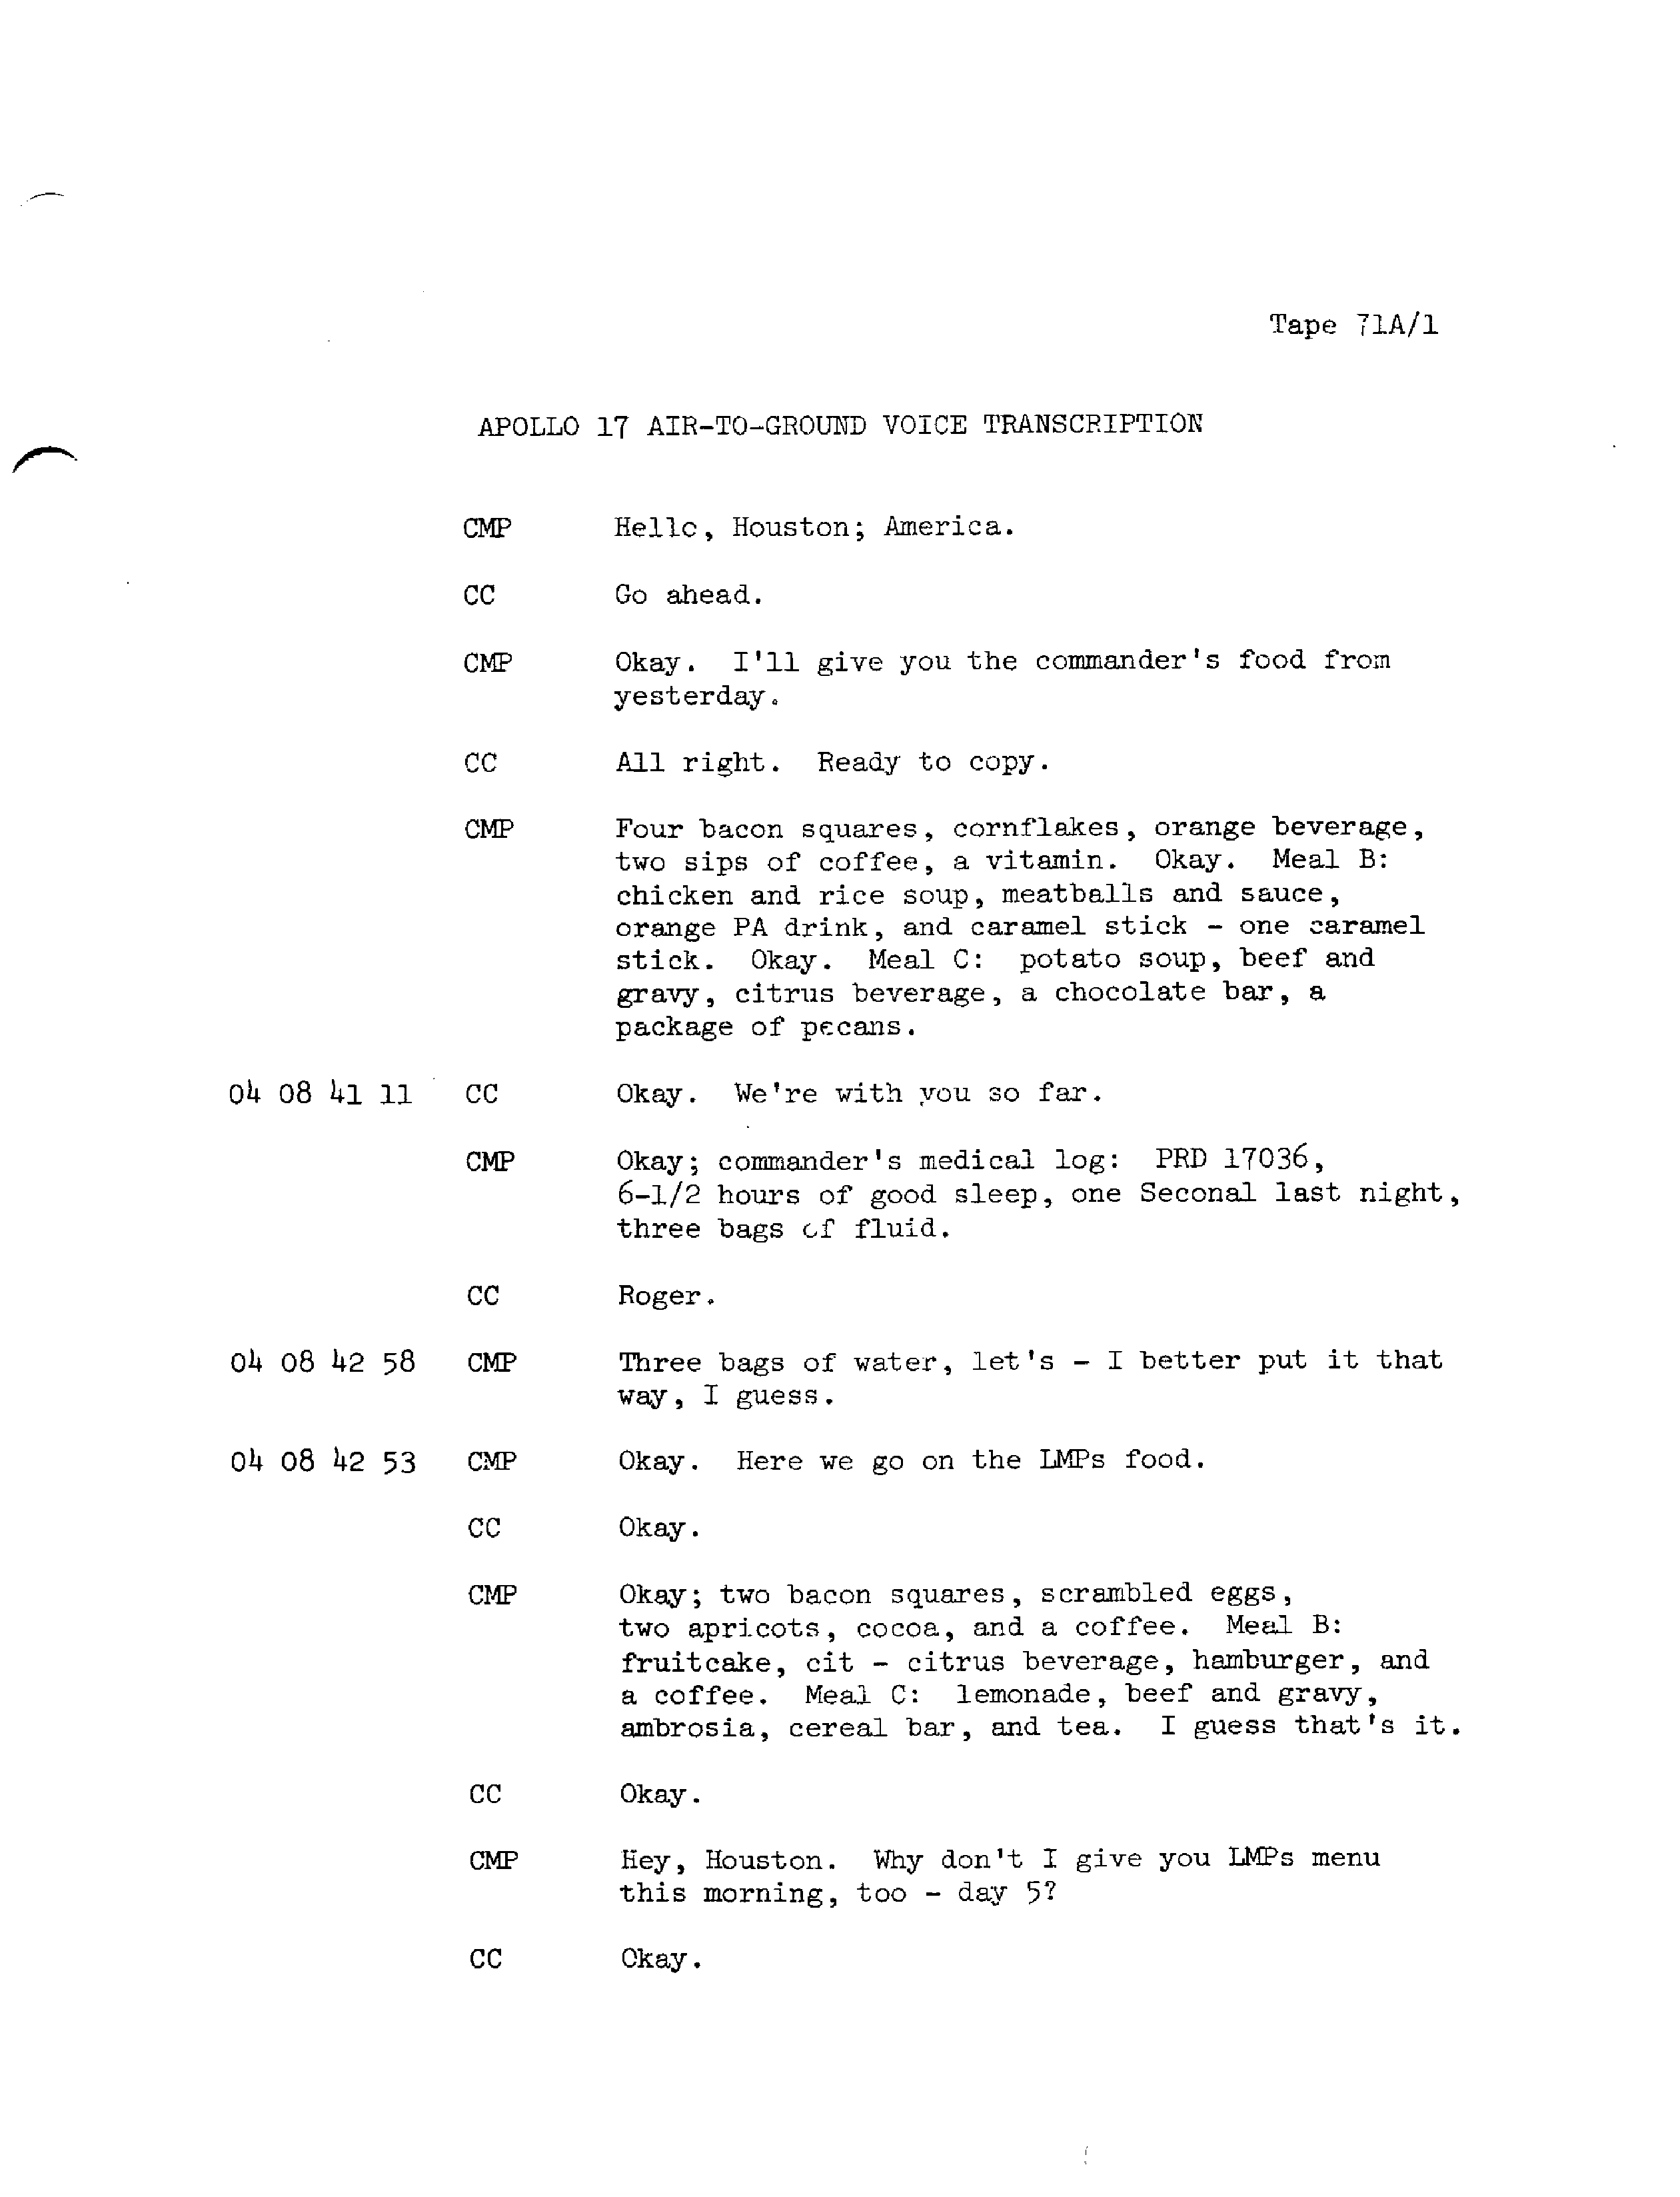 Tape 71A/1
APOLLO 17 AIR-TO-GROUND VOICE TRANSCRIPTION
CMP Hello, Houston; America.
CC Go ahead.
CMP Okay. I'll give you the commander's food from
yesterday.
CC All right. Ready to copy.
CMP Four bacon squares, cornflakes, orange beverage,
two sips of coffee, a vitamin. Okay. Meal B:
chicken and rice soup, meatballs and sauce,
orange PA drink, and caramel stick - one caramel
stick. Okay. Meal C: potato soup, beef and
gravy, citrus beverage, a chocolate bar, a
package of pecans.
04 08 41 11 CC Okay. We're with you so far.
CMP Okay; commander's medical log: PRD 17036,
6-1/2 hours of good sleep, one Seconal last night,
three bags of fluid.
CC Roger.
04 08 42 58 CMP Three bags of water, let's - I better put it that
way, I guess.
04 08 42 53 CMP Okay. Here we go on the LMPs food.
CC Okay.
CMP Okay; two bacon squares, scrambled eggs,
two apricots, cocoa, and a coffee. Meal B:
fruitcake, cit - citrus beverage, hamburger, and
a coffee. Meal C: lemonade, beef and gravy,
ambrosia, cereal bar, and tea. I guess that's it.
CC Okay.
CMP Hey, Houston. Why don't I give you LMPs menu
this morning, too - day 5?
CC Okay.